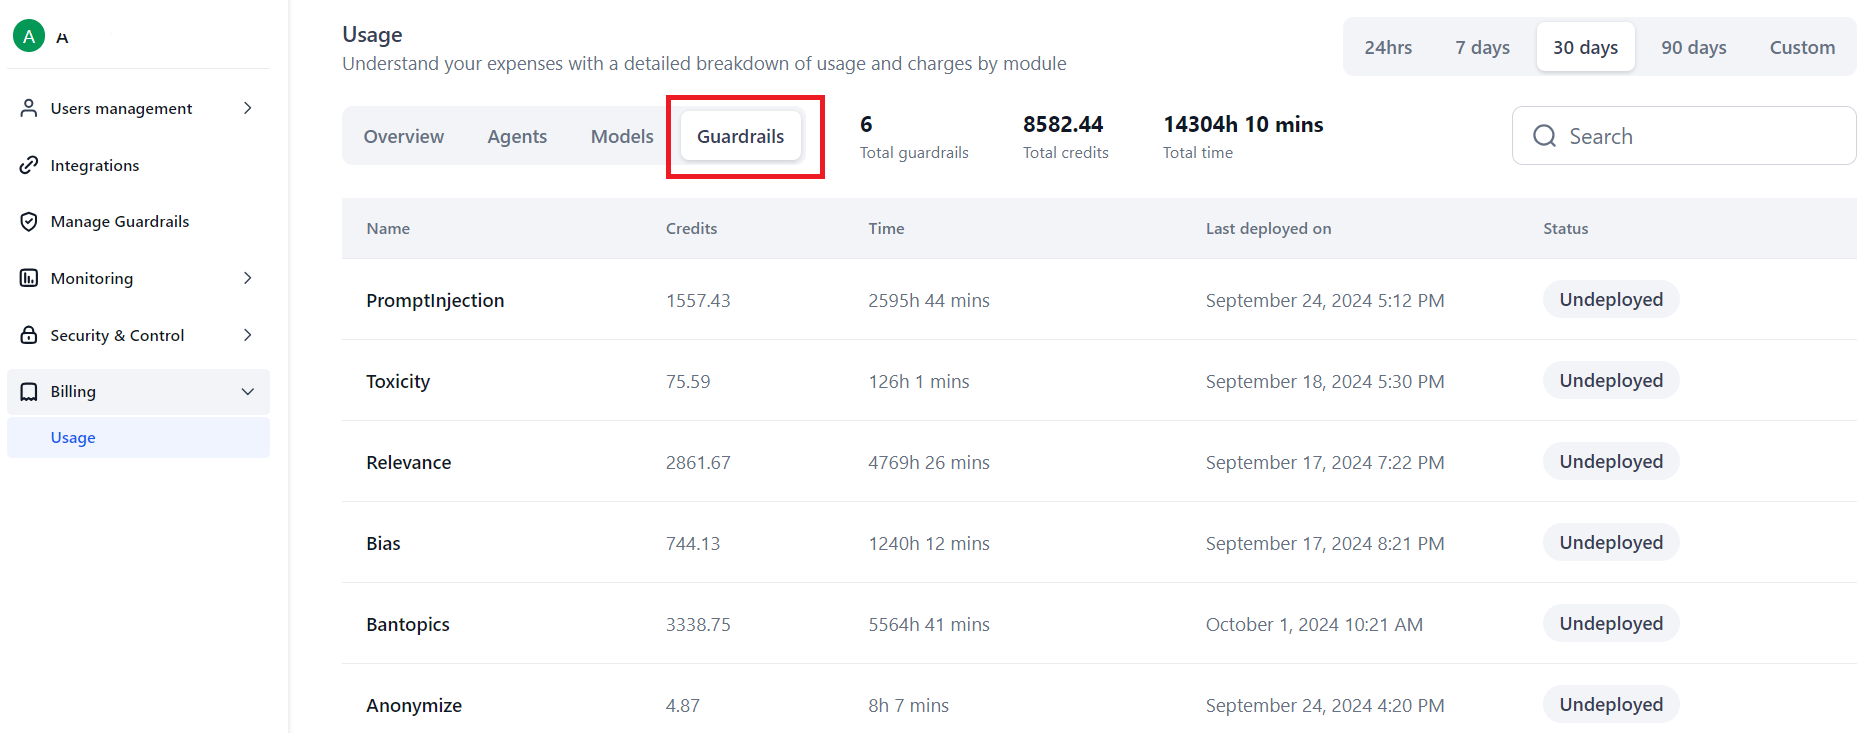 A A
Users management
Integrations
Manage Guardrails
Monitoring
Security & Control
Billing
Usage
Usage
Understand your expenses with a detailed breakdown of usage and charges by module
24hrs 7 days 30 days 90 days Custom
Overview Agents Models Guardrails
6
Total guardrails
8582.44
Total credits
14304h 10 mins
Total time
Search
Name Credits Time Last deployed on Status
PromptInjection 1557.43 2595h 44 mins September 24, 2024 5:12 PM Undeployed
Toxicity 75.59 126h 1 mins September 18, 2024 5:30 PM Undeployed
Relevance 2861.67 4769h 26 mins September 17, 2024 7:22 PM Undeployed
Bias 744.13 1240h 12 mins September 17, 2024 8:21 PM Undeployed
Bantopics 3338.75 5564h 41 mins October 1, 2024 10:21 AM Undeployed
Anonymize 4.87 8h 7 mins September 24, 2024 4:20 PM Undeployed